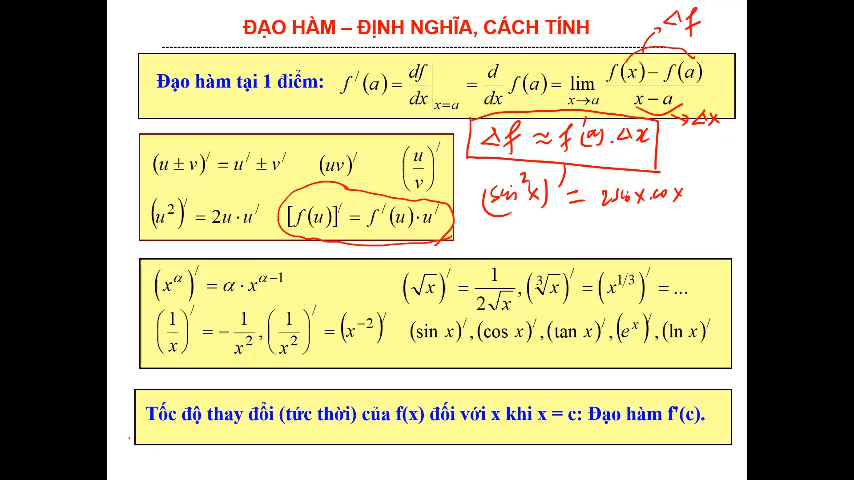 ĐẠO HÀM – ĐỊNH NGHĨA, CÁCH TÍNH
Δf
Đạo hàm tại 1 điểm: f′(a) = df/dx |x=a = d/dx f(a) = lim x→a (f(x) − f(a))/(x − a)
→ Δx
Δf ≈ f′(a).Δx
(u ± v)′ = u′ ± v′ (uv)′ (u/v)′
(sin²x)′ = 2sinx.cosx
(u²)′ = 2u · u′ [f(u)]′ = f′(u) · u′
(x^α)′ = α · x^(α−1) (√x)′ = 1/(2√x), (∛x)′ = (x^(1/3))′ = ...
(1/x)′ = −1/x², (1/x²)′ = (x^(−2))′ (sin x)′, (cos x)′, (tan x)′, (e^x)′, (ln x)′
Tốc độ thay đổi (tức thời) của f(x) đối với x khi x = c: Đạo hàm f'(c).